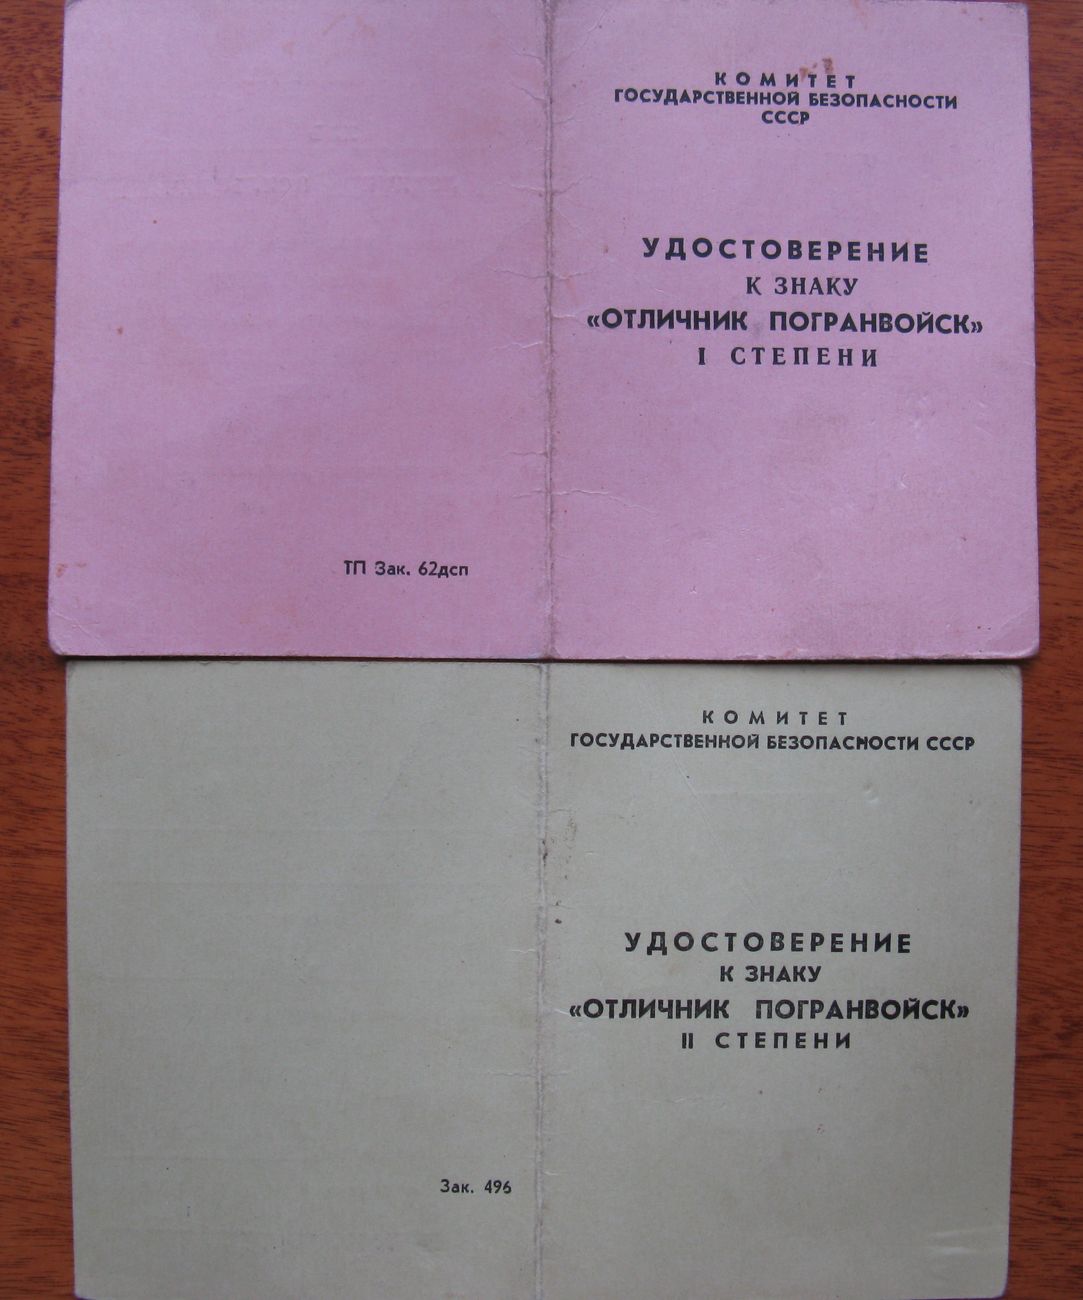 КОМИТЕТ
ГОСУДАРСТВЕННОЙ БЕЗОПАСНОСТИ
СССР
УДОСТОВЕРЕНИЕ
К ЗНАКУ
«ОТЛИЧНИК ПОГРАНВОЙСК»
I СТЕПЕНИ
ТП Зак. 62дсп
КОМИТЕТ
ГОСУДАРСТВЕННОЙ БЕЗОПАСНОСТИ СССР
УДОСТОВЕРЕНИЕ
К ЗНАКУ
«ОТЛИЧНИК ПОГРАНВОЙСК»
II СТЕПЕНИ
Зак. 496